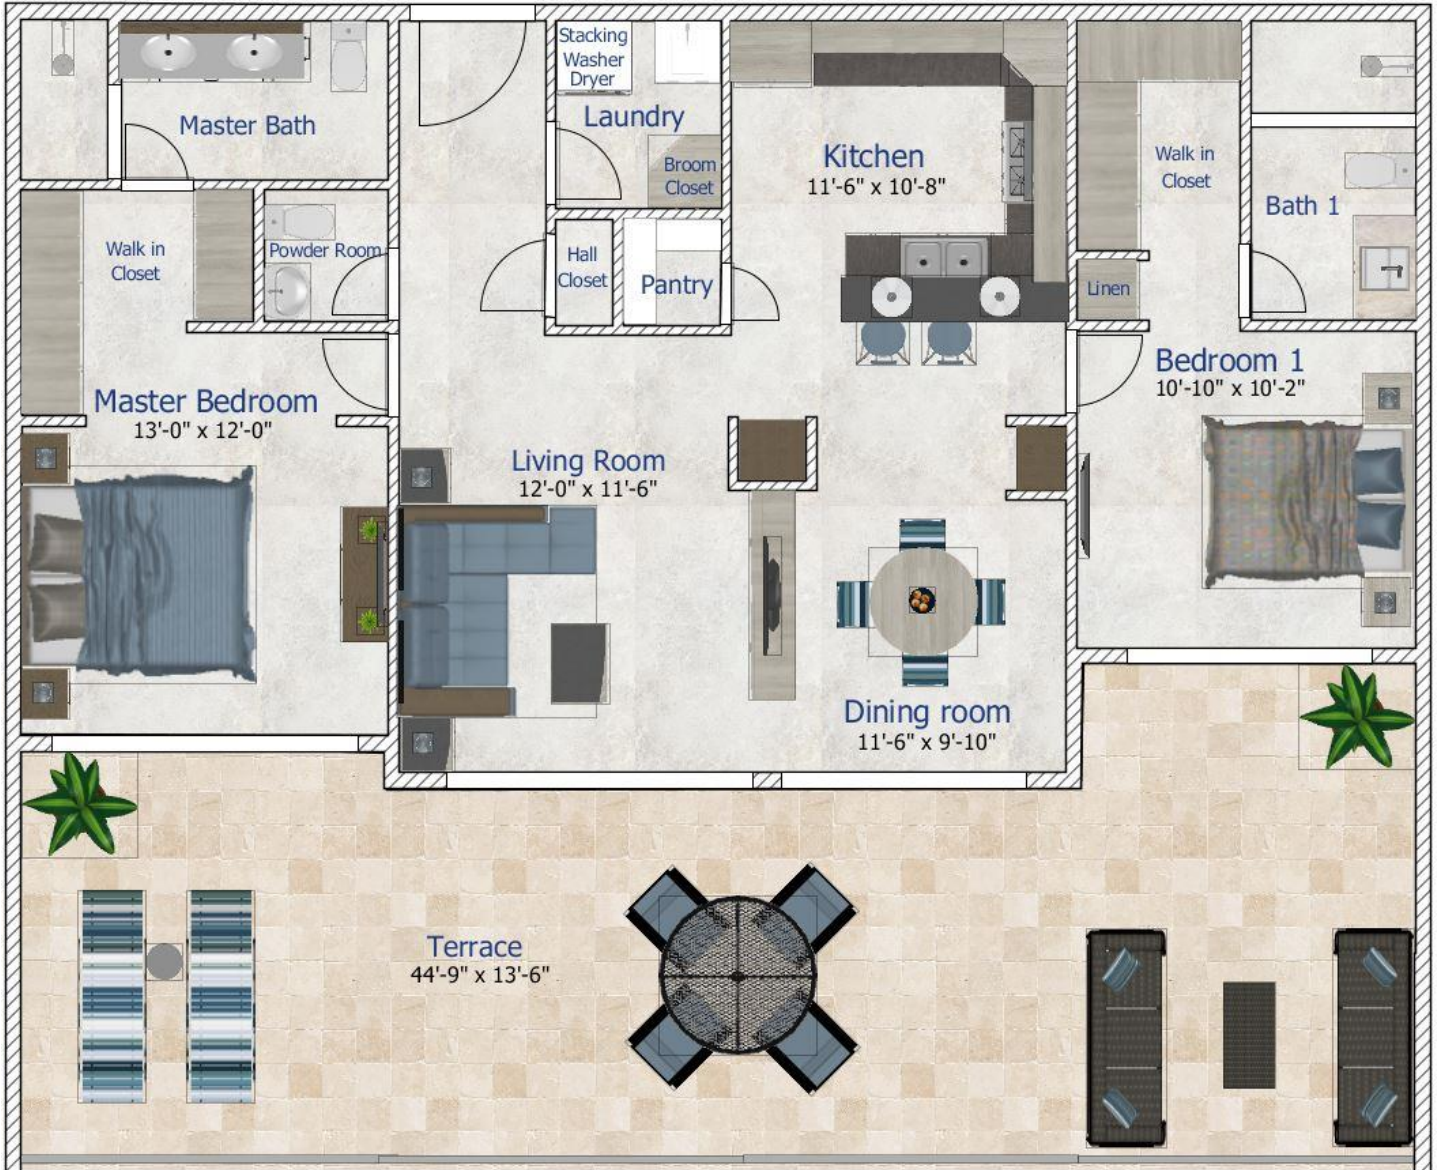 Stacking
Washer
Dryer
Laundry
Broom
Closet
Master Bath
Kitchen
11'-6" x 10'-8"
Walk in
Closet
Bath 1
Walk in
Closet
Powder Room
Hall
Closet
Pantry
Linen
Master Bedroom
13'-0" x 12'-0"
Bedroom 1
10'-10" x 10'-2"
Living Room
12'-0" x 11'-6"
Dining room
11'-6" x 9'-10"
Terrace
44'-9" x 13'-6"